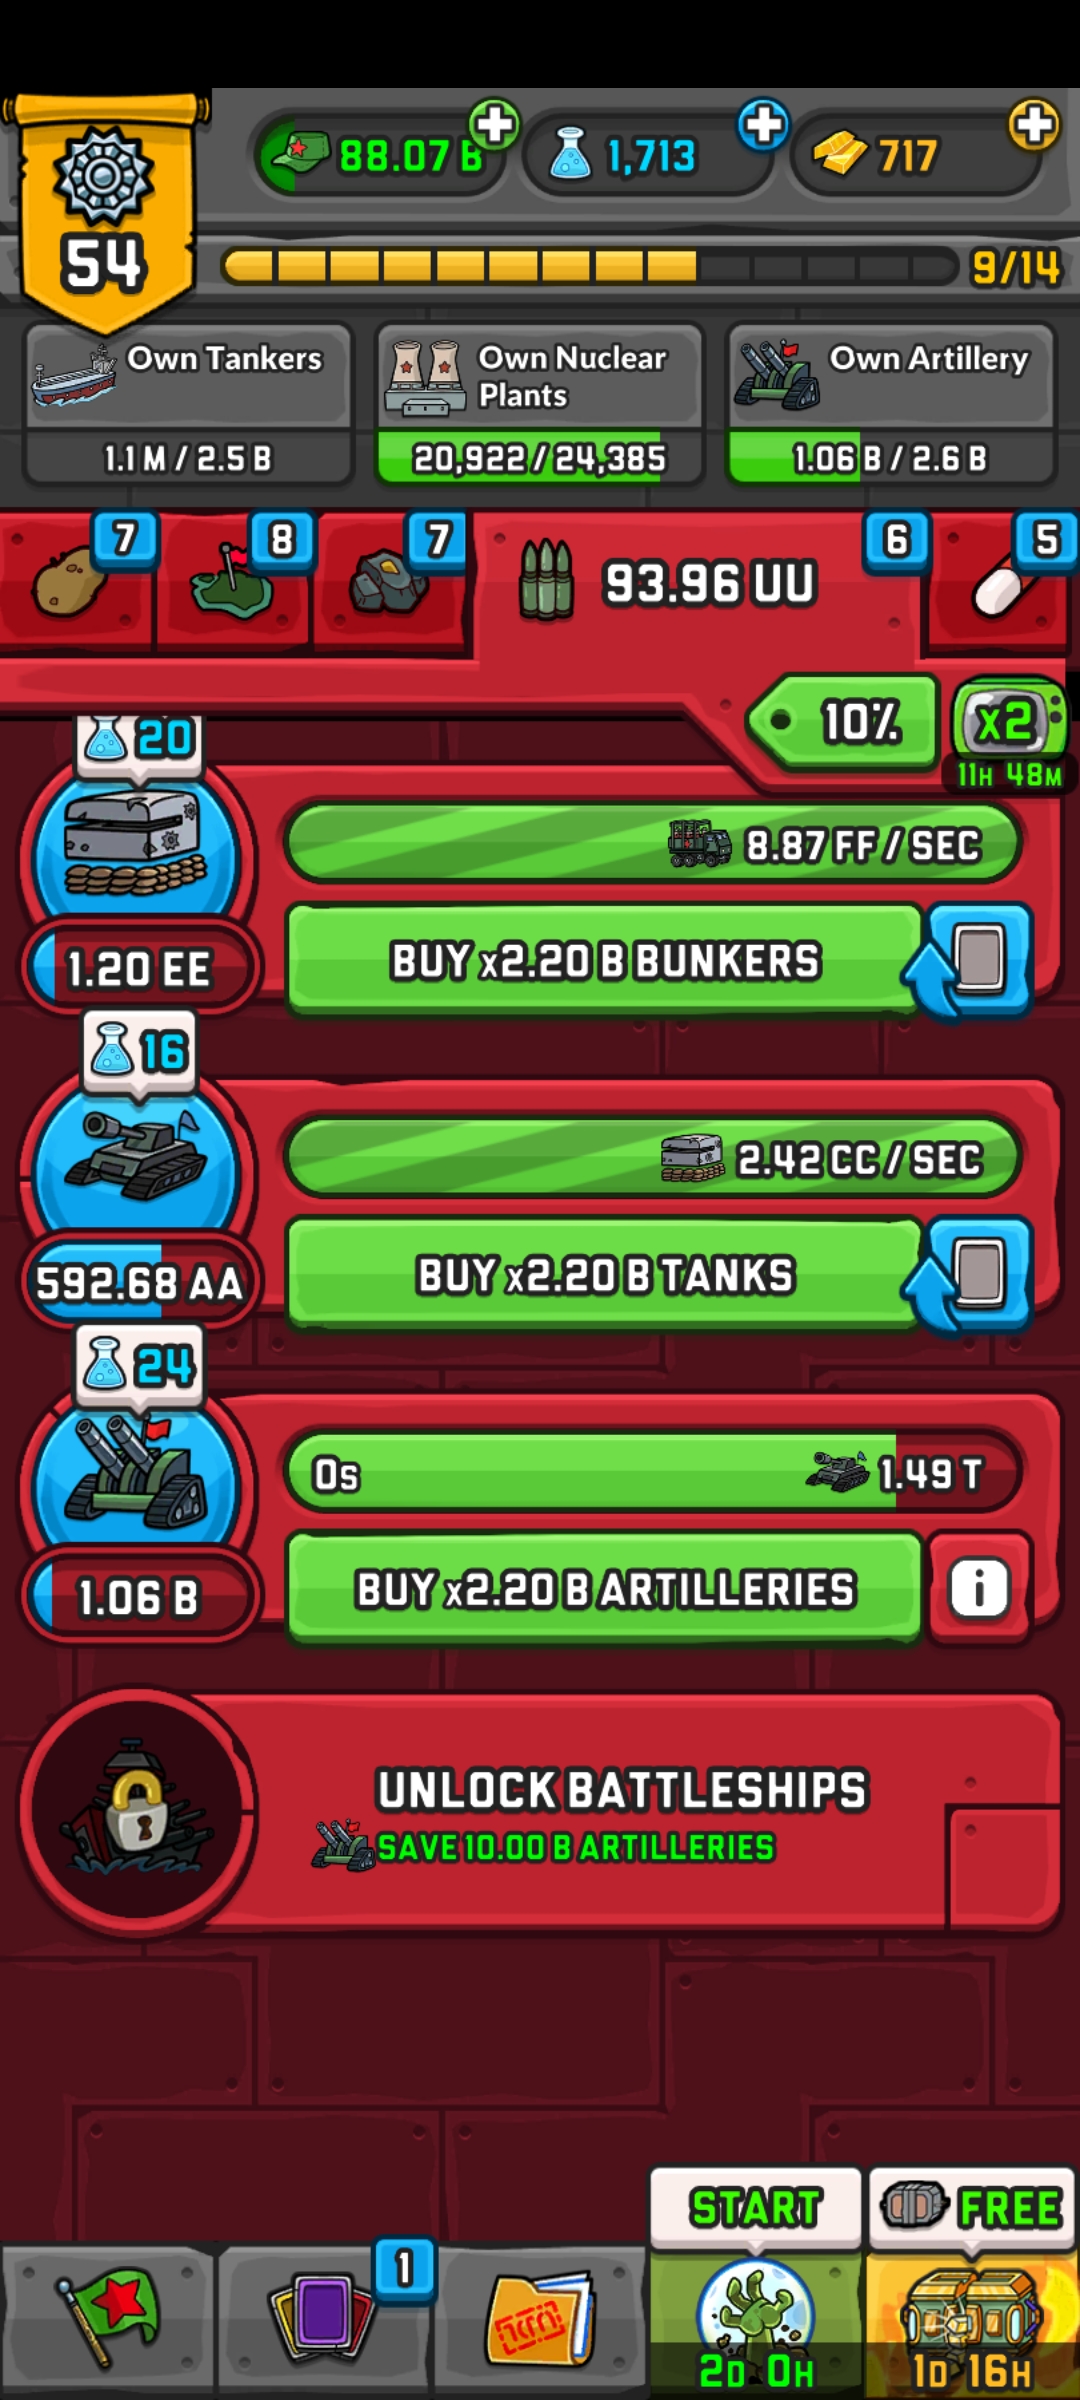 54
88.07 B
1,713
717
9/14
Own Tankers
1.1 M / 2.5 B
Own Nuclear
Plants
20,922 / 24,385
Own Artillery
1.06 B / 2.6 B
7
8
7
93.96 UU
6
5
10%
x2
11H 48M
20
8.87 FF / SEC
1.20 EE
BUY x2.20 B BUNKERS
16
2.42 CC / SEC
592.68 AA
BUY x2.20 B TANKS
24
0s
1.49 T
1.06 B
BUY x2.20 B ARTILLERIES
i
UNLOCK BATTLESHIPS
SAVE 10.00 B ARTILLERIES
START
FREE
1
2D 0H
1D 16H